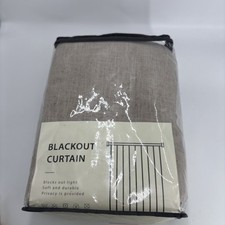 BLACKOUT
CURTAIN
Blocks out light
Soft and durable
Privacy is protected